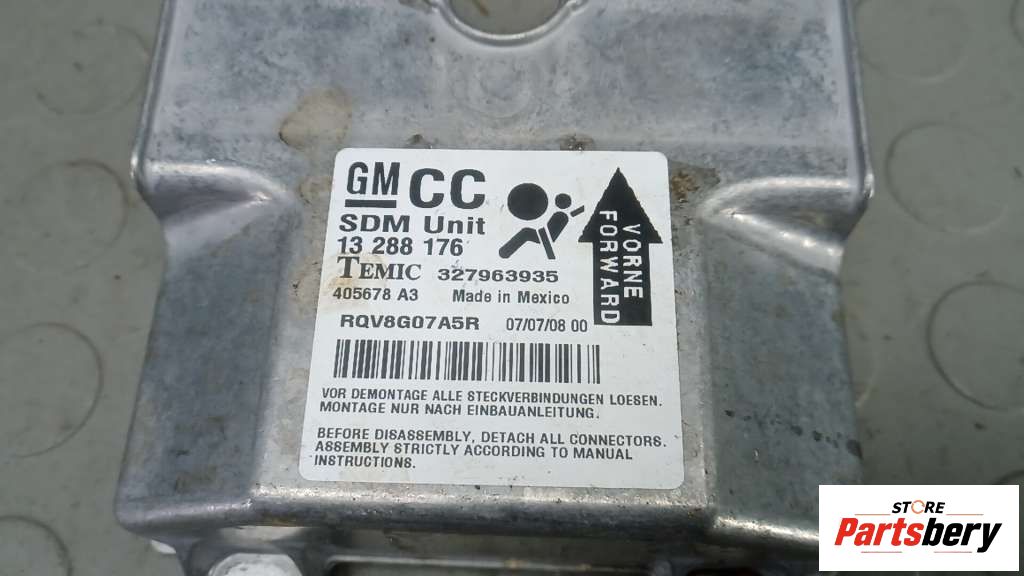 GM CC
SDM Unit
13 288 176
TEMIC 327963935
405678 A3 Made in Mexico
RQV8G07A5R 07/07/08 00
VORNE
FORWARD
VOR DEMONTAGE ALLE STECKVERBINDUNGEN LOESEN.
MONTAGE NUR NACH EINBAUANLEITUNG.
BEFORE DISASSEMBLY, DETACH ALL CONNECTORS.
ASSEMBLY STRICTLY ACCORDING TO MANUAL
INSTRUCTIONS.
STORE
Partsbery